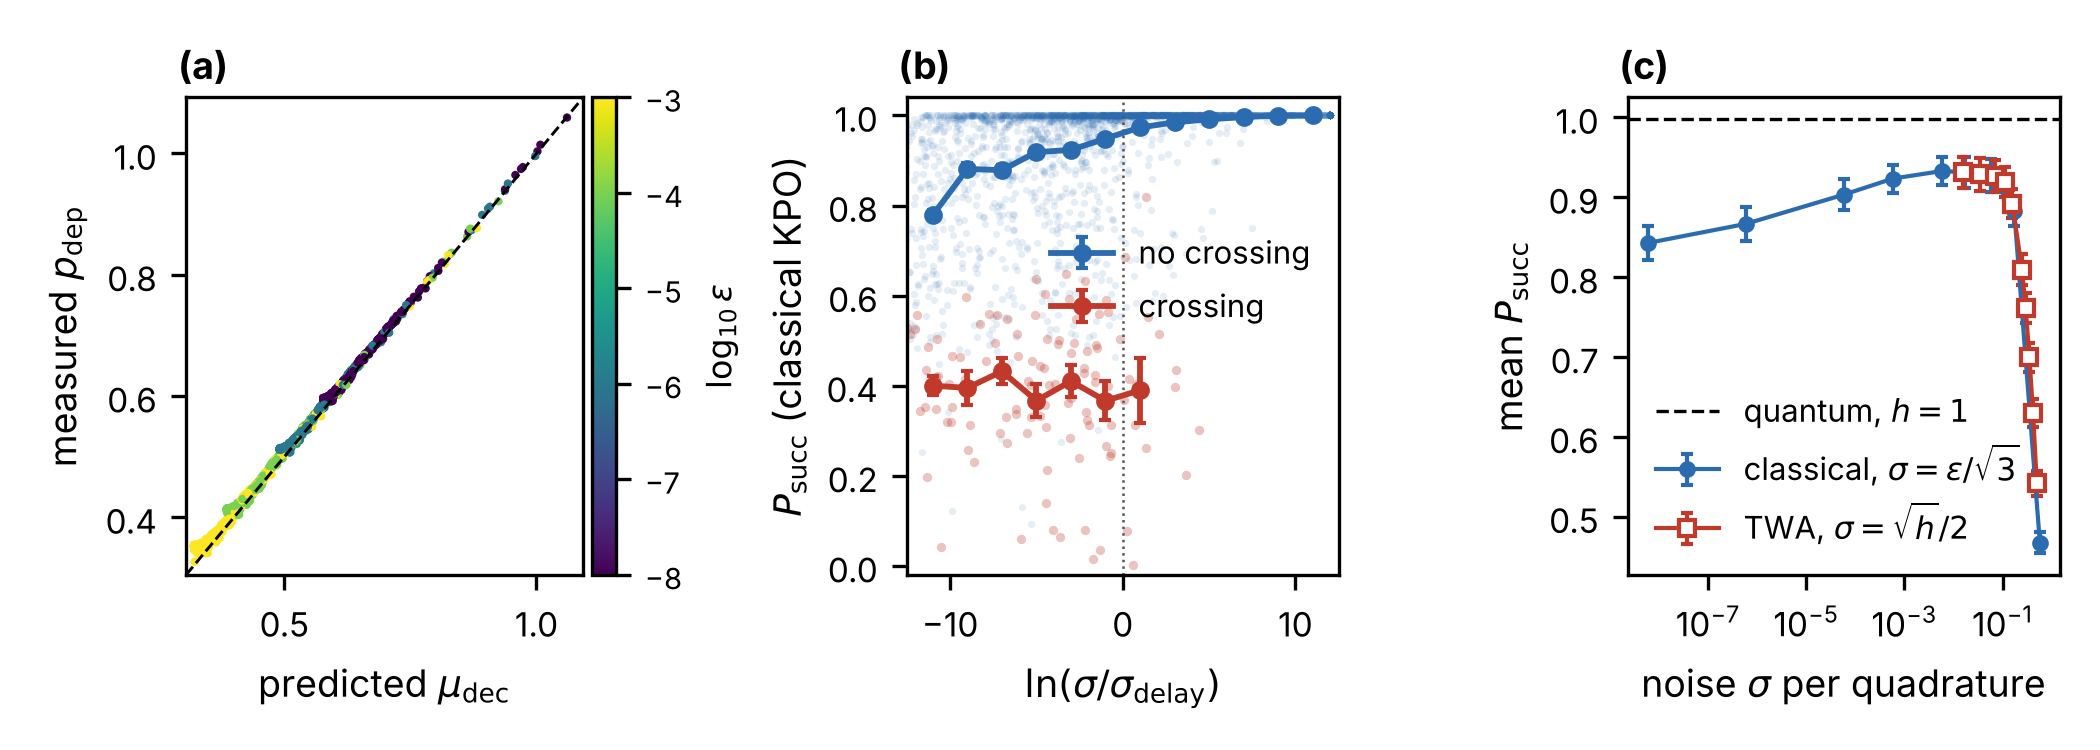 (a)
1.0
0.8
0.6
0.4
0.5
1.0
measured p_dep
predicted μ_dec
−3
−4
−5
−6
−7
−8
log₁₀ ε
(b)
1.0
0.8
0.6
0.4
0.2
0.0
−10
0
10
P_succ (classical KPO)
ln(σ/σ_delay)
no crossing
crossing
(c)
1.0
0.9
0.8
0.7
0.6
0.5
10⁻⁷
10⁻⁵
10⁻³
10⁻¹
mean P_succ
noise σ per quadrature
quantum, h = 1
classical, σ = ε/√3
TWA, σ = √h/2